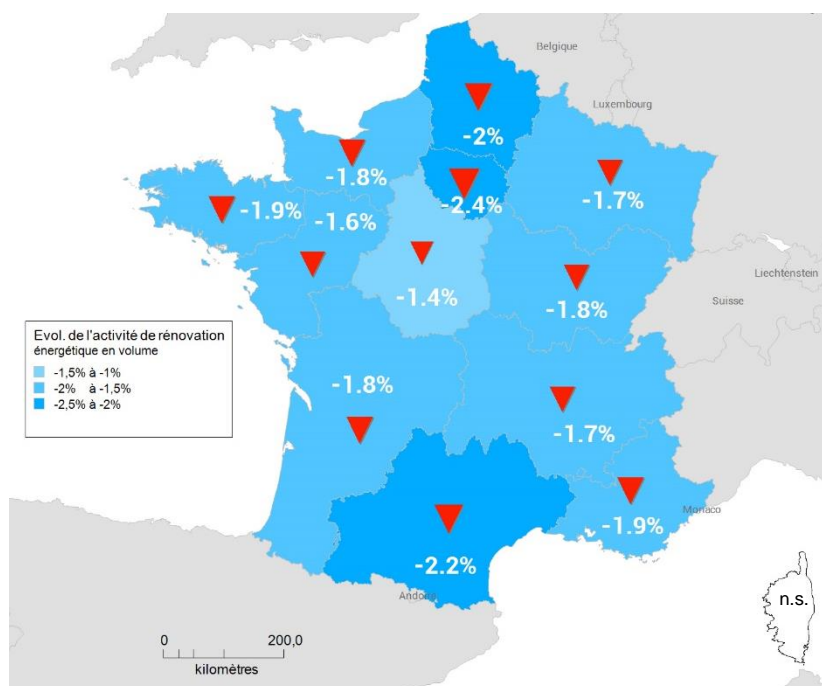 Belgique
Luxembourg
-2%
-1.8%
-2.4%
-1.7%
-1.9%
-1.6%
Liechtenstein
Suisse
-1.4%
-1.8%
Evol. de l'activité de rénovation
énergétique en volume
-1,5% à -1%
-2% à -1,5%
-2,5% à -2%
-1.8%
-1.7%
Monaco
-1.9%
-2.2%
Andorre
n.s.
0 200,0
kilomètres